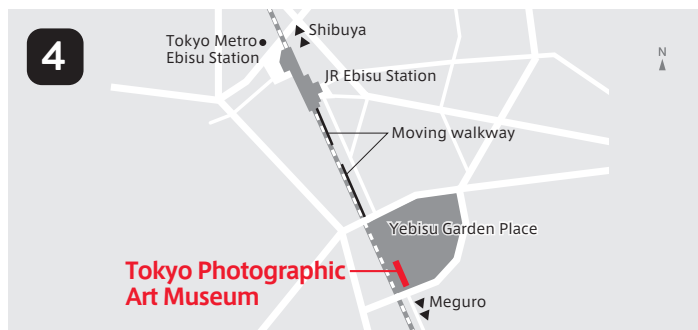 4
Shibuya
Tokyo Metro
Ebisu Station
N
JR Ebisu Station
Moving walkway
Yebisu Garden Place
Tokyo Photographic
Art Museum
Meguro